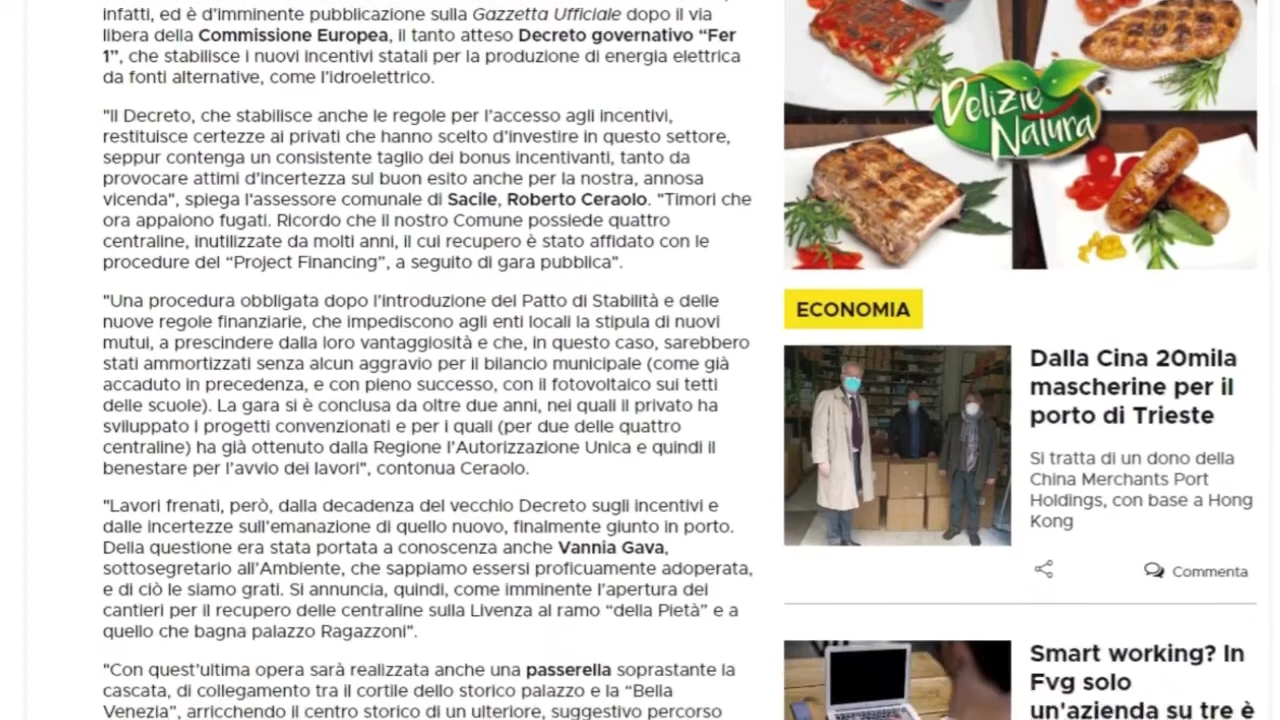 infatti, ed è d’imminente pubblicazione sulla Gazzetta Ufficiale dopo il via
libera della Commissione Europea, il tanto atteso Decreto governativo “Fer
1”, che stabilisce i nuovi incentivi statali per la produzione di energia elettrica
da fonti alternative, come l’idroelettrico.
"Il Decreto, che stabilisce anche le regole per l’accesso agli incentivi,
restituisce certezze ai privati che hanno scelto d’investire in questo settore,
seppur contenga un consistente taglio dei bonus incentivanti, tanto da
provocare attimi d’incertezza sul buon esito anche per la nostra, annosa
vicenda", spiega l'assessore comunale di Sacile, Roberto Ceraolo. "Timori che
ora appaiono fugati. Ricordo che il nostro Comune possiede quattro
centraline, inutilizzate da molti anni, il cui recupero è stato affidato con le
procedure del “Project Financing”, a seguito di gara pubblica".
"Una procedura obbligata dopo l’introduzione del Patto di Stabilità e delle
nuove regole finanziarie, che impediscono agli enti locali la stipula di nuovi
mutui, a prescindere dalla loro vantaggiosità e che, in questo caso, sarebbero
stati ammortizzati senza alcun aggravio per il bilancio municipale (come già
accaduto in precedenza, e con pieno successo, con il fotovoltaico sui tetti
delle scuole). La gara si è conclusa da oltre due anni, nei quali il privato ha
sviluppato i progetti convenzionati e per i quali (per due delle quattro
centraline) ha già ottenuto dalla Regione l’Autorizzazione Unica e quindi il
benestare per l’avvio dei lavori", contonua Ceraolo.
"Lavori frenati, però, dalla decadenza del vecchio Decreto sugli incentivi e
dalle incertezze sull’emanazione di quello nuovo, finalmente giunto in porto.
Della questione era stata portata a conoscenza anche Vannia Gava,
sottosegretario all’Ambiente, che sappiamo essersi proficuamente adoperata,
e di ciò le siamo grati. Si annuncia, quindi, come imminente l’apertura dei
cantieri per il recupero delle centraline sulla Livenza al ramo “della Pietà” e a
quello che bagna palazzo Ragazzoni".
"Con quest’ultima opera sarà realizzata anche una passerella soprastante la
cascata, di collegamento tra il cortile dello storico palazzo e la “Bella
Venezia”, arricchendo il centro storico di un ulteriore, suggestivo percorso
Delizie
Natura
ECONOMIA
Dalla Cina 20mila
mascherine per il
porto di Trieste
Si tratta di un dono della
China Merchants Port
Holdings, con base a Hong
Kong
Commenta
Smart working? In
Fvg solo
un'azienda su tre è